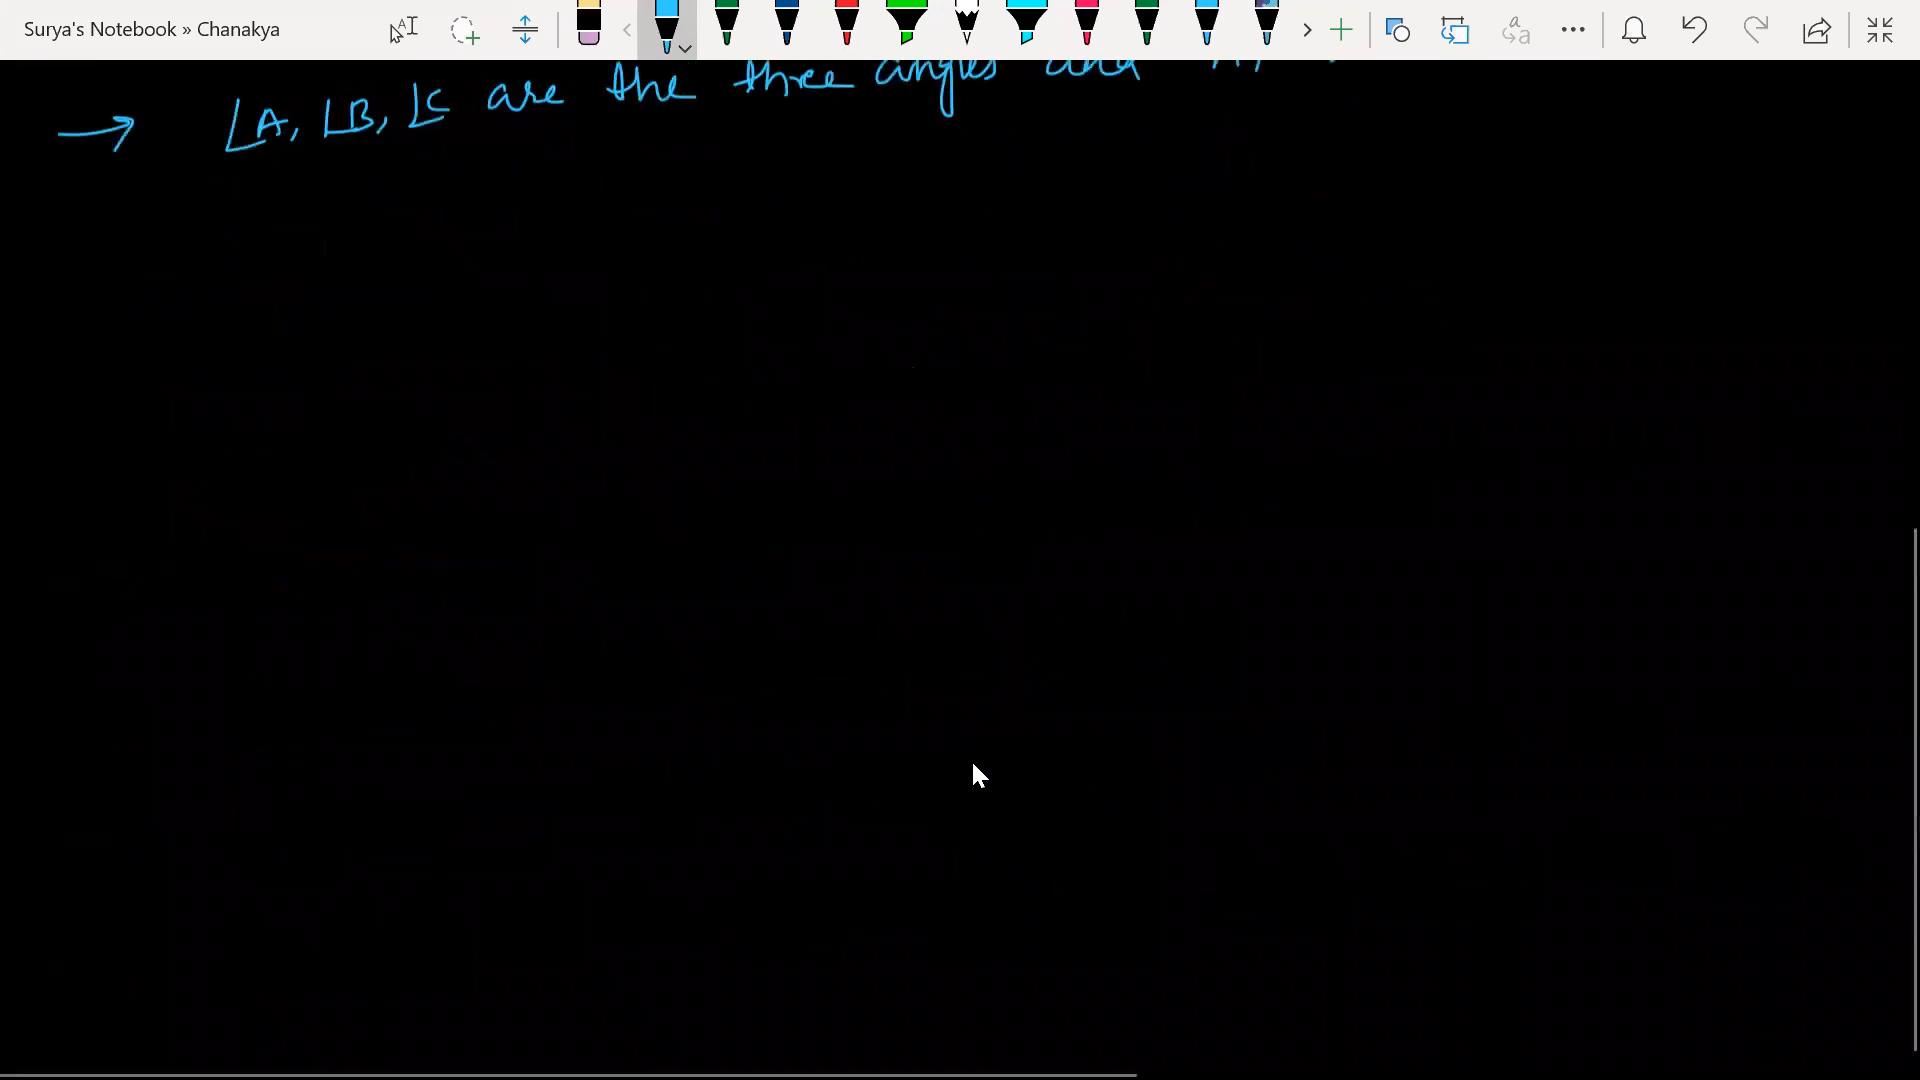 Surya's Notebook » Chanakya
→ ∠A, ∠B, ∠C are the three angles and